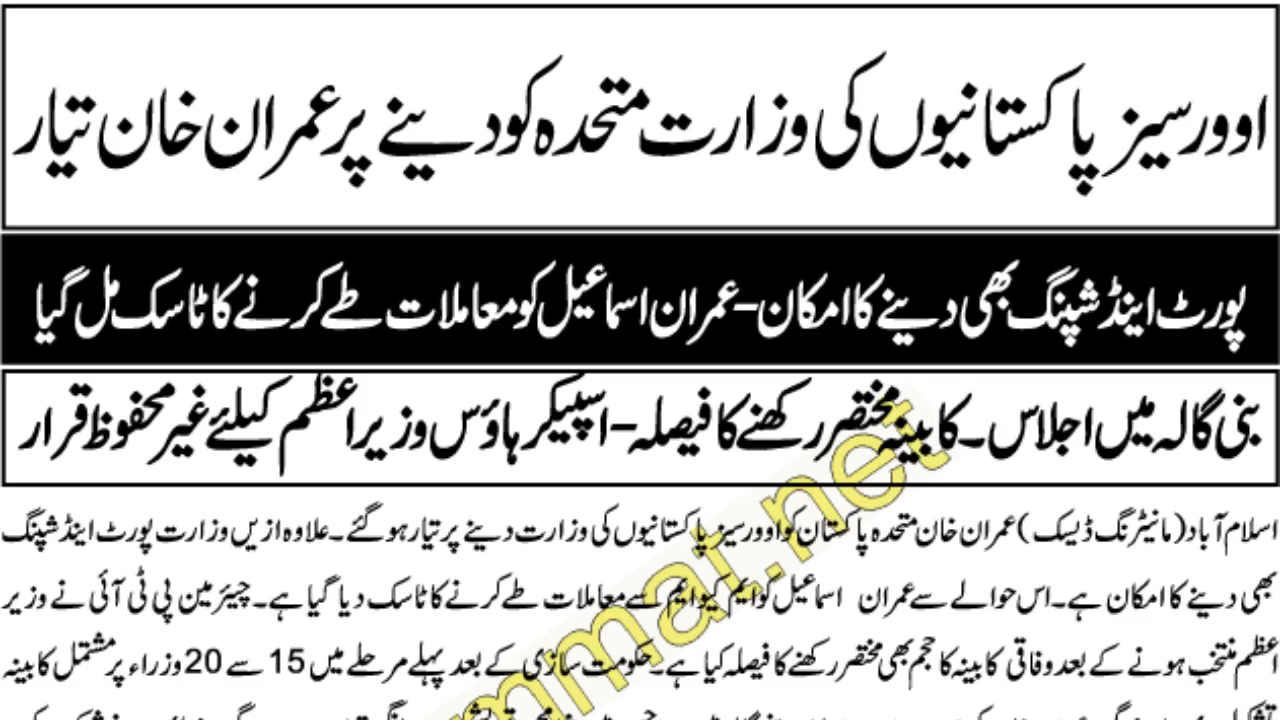 اوورسیز پاکستانیوں کی وزارت متحدہ کو دینے پر عمران خان تیار
پورٹ اینڈ شپنگ بھی دینے کا امکان-عمران اسماعیل کو معاملات طے کرنے کا ٹاسک مل گیا
بنی گالہ میں اجلاس۔کابینہ مختصر رکھنے کا فیصلہ-اسپیکر ہاؤس وزیر اعظم کیلئے غیر محفوظ قرار
اسلام آباد(مانیٹرنگ ڈیسک )عمران خان متحدہ پاکستان کو اوورسیز پاکستانیوں کی وزارت دینے پر تیار ہو گئے۔علاوہ ازیں وزارت پورٹ اینڈ شپنگ
بھی دینے کا امکان ہے۔اس حوالے سے عمران اسماعیل کو ایم کیو ایم سے معاملات طے کرنے کا ٹاسک دیا گیا ہے۔چیئرمین پی ٹی آئی نے وزیر
اعظم منتخب ہونے کے بعد وفاقی کابینہ کا حجم بھی مختصر رکھنے کا فیصلہ کیا ہے۔حکومت سازی کے بعد پہلے مرحلے میں 15 سے 20 وزراء پر مشتمل کابینہ
mmat.net